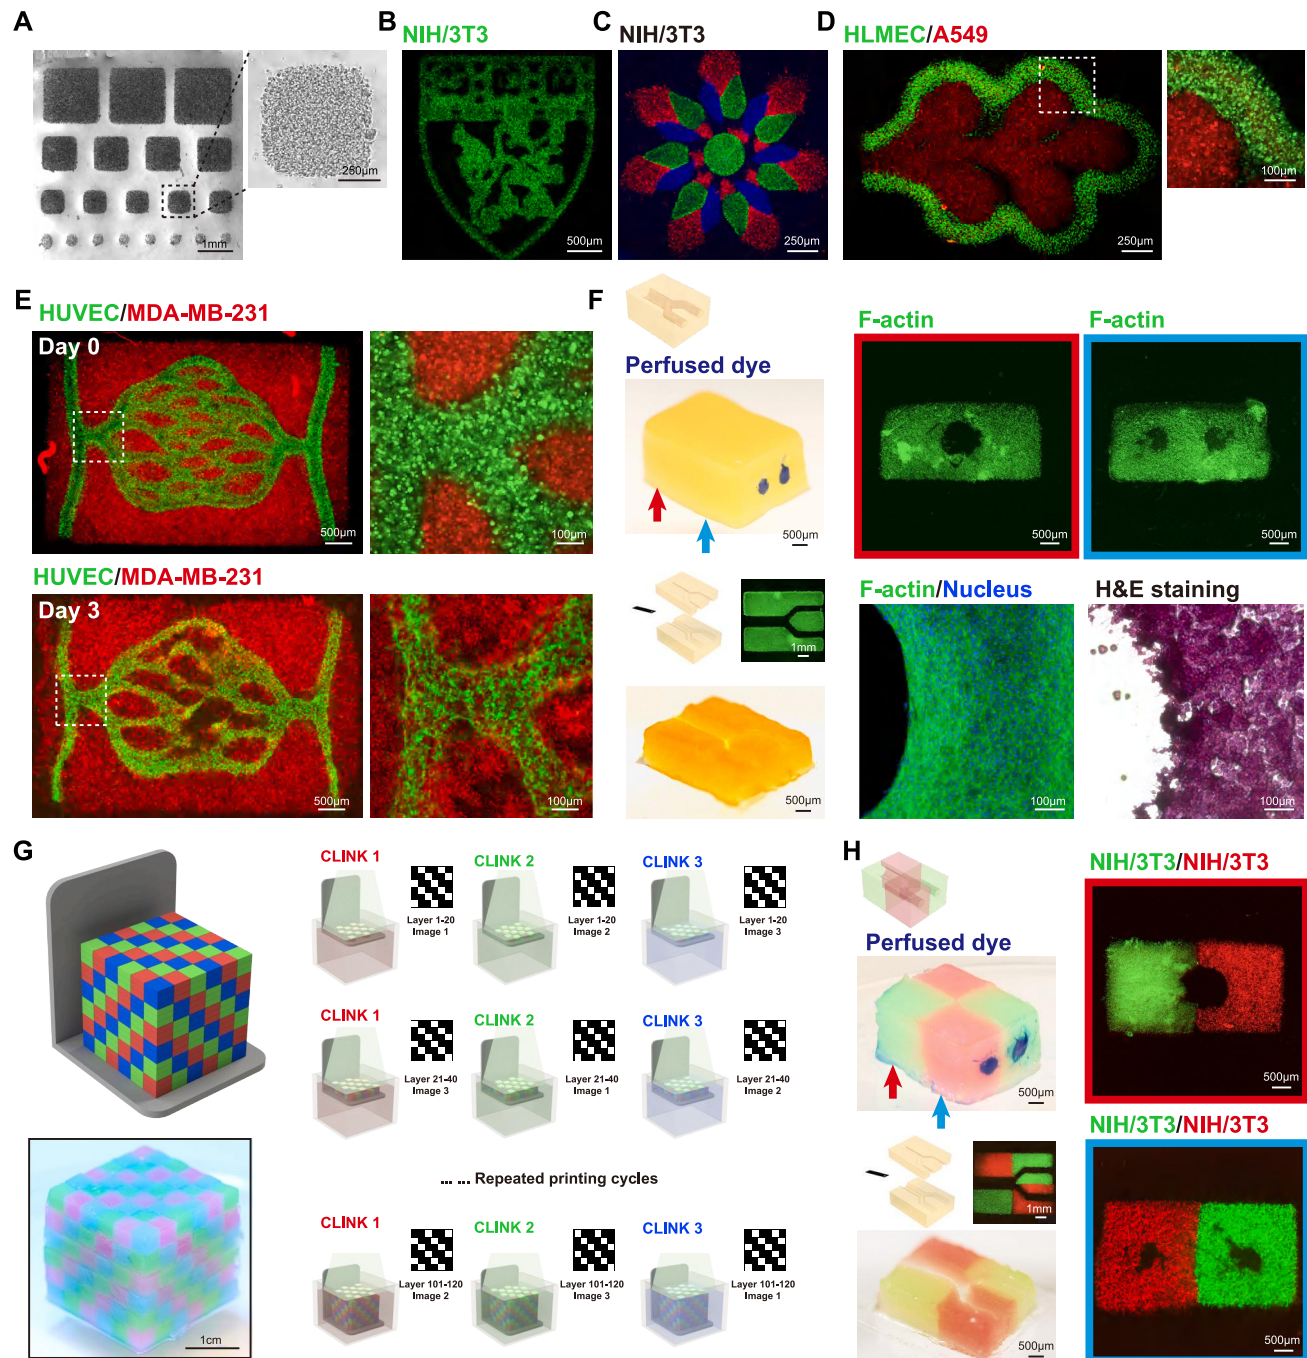 A
1mm
250μm
B
NIH/3T3
500μm
C
NIH/3T3
250μm
D
HLMEC/A549
250μm
100μm
E
HUVEC/MDA-MB-231
Day 0
500μm
100μm
HUVEC/MDA-MB-231
Day 3
500μm
100μm
F
Perfused dye
500μm
1mm
500μm
F-actin
500μm
F-actin
500μm
F-actin/Nucleus
100μm
H&E staining
100μm
G
1cm
CLINK 1
Layer 1-20
Image 1
CLINK 2
Layer 1-20
Image 2
CLINK 3
Layer 1-20
Image 3
CLINK 1
Layer 21-40
Image 3
CLINK 2
Layer 21-40
Image 1
CLINK 3
Layer 21-40
Image 2
... ... Repeated printing cycles
CLINK 1
Layer 101-120
Image 2
CLINK 2
Layer 101-120
Image 3
CLINK 3
Layer 101-120
Image 1
H
Perfused dye
500μm
1mm
500μm
NIH/3T3/NIH/3T3
500μm
NIH/3T3/NIH/3T3
500μm